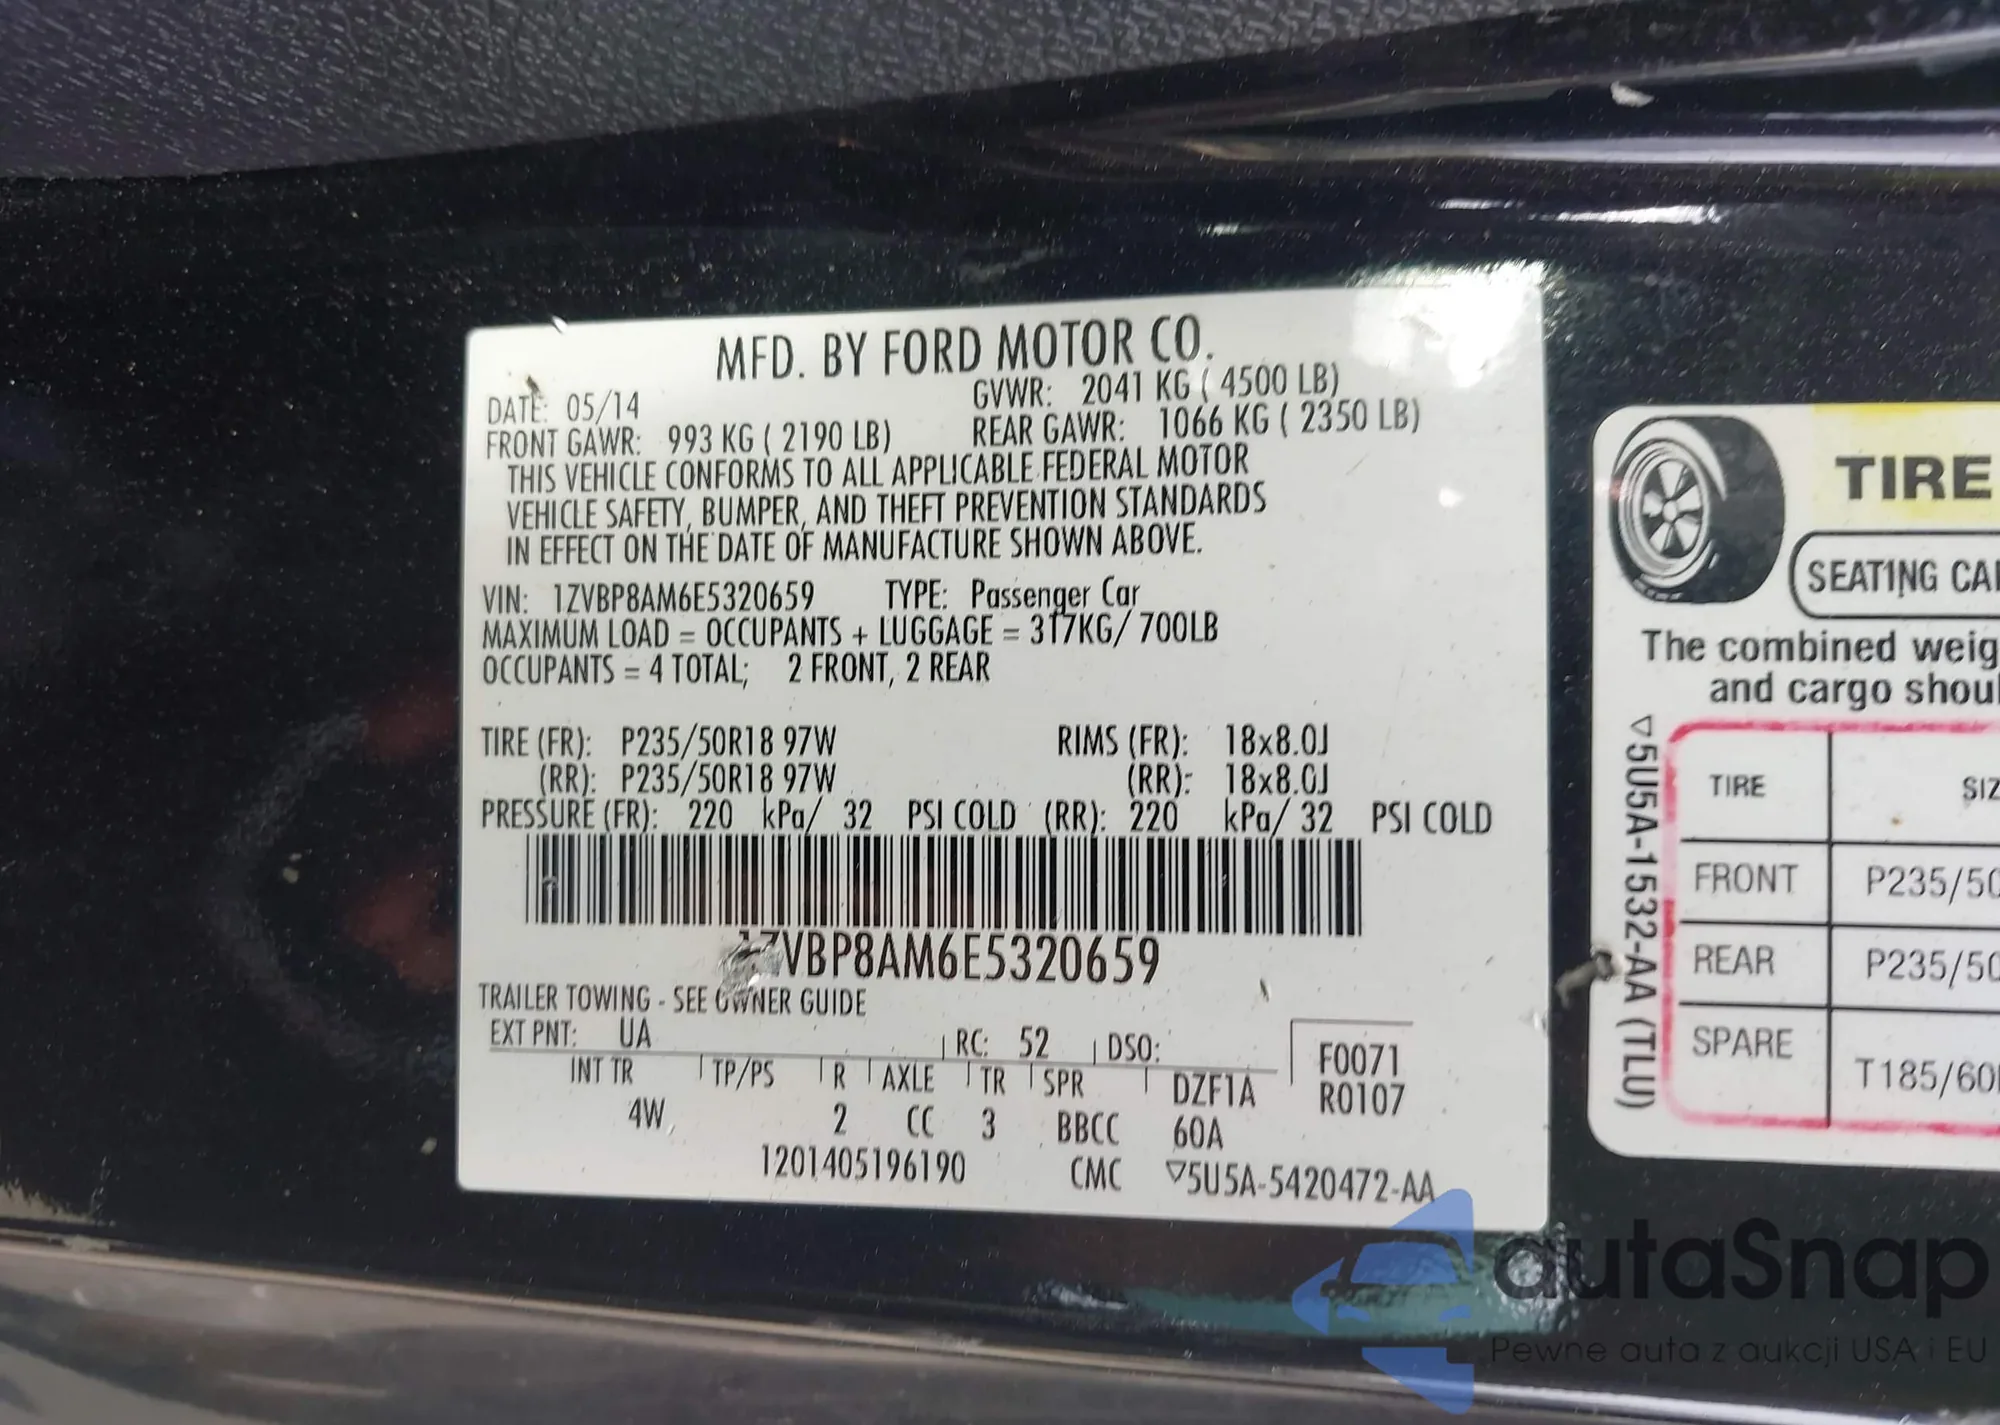 MFD. BY FORD MOTOR CO.
DATE: 05/14 GVWR: 2041 KG ( 4500 LB)
FRONT GAWR: 993 KG ( 2190 LB) REAR GAWR: 1066 KG ( 2350 LB)
THIS VEHICLE CONFORMS TO ALL APPLICABLE FEDERAL MOTOR
VEHICLE SAFETY, BUMPER, AND THEFT PREVENTION STANDARDS
IN EFFECT ON THE DATE OF MANUFACTURE SHOWN ABOVE.
VIN: 1ZVBP8AM6E5320659 TYPE: Passenger Car
MAXIMUM LOAD = OCCUPANTS + LUGGAGE = 317KG/ 700LB
OCCUPANTS = 4 TOTAL; 2 FRONT, 2 REAR
TIRE (FR): P235/50R18 97W RIMS (FR): 18x8.0J
(RR): P235/50R18 97W (RR): 18x8.0J
PRESSURE (FR): 220 kPa/ 32 PSI COLD (RR): 220 kPa/ 32 PSI COLD
1ZVBP8AM6E5320659
TRAILER TOWING - SEE OWNER GUIDE
EXT PNT: UA RC: 52 DSO: F0071
INT TR TP/PS R AXLE TR SPR DZF1A R0107
4W 2 CC 3 BBCC 60A
1201405196190 CMC ▽5U5A-5420472-AA
TIRE
SEATING CA
The combined weig
and cargo shoul
▽5U5A-1532-AA (TLU)
TIRE SIZ
FRONT P235/50
REAR P235/50
SPARE T185/60
autaSnap
Pewne auta z aukcji USA i EU